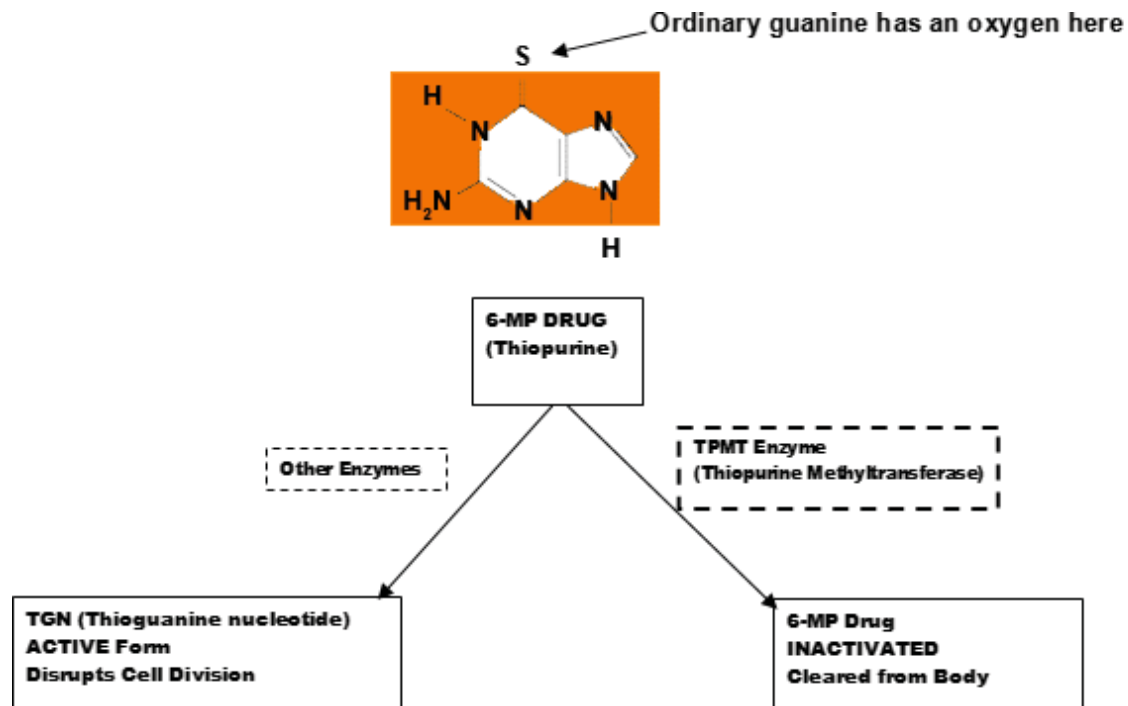 Ordinary guanine has an oxygen here
S
H
N
N
H2N
N
N
H
6-MP DRUG
(Thiopurine)
Other Enzymes
TPMT Enzyme
(Thiopurine Methyltransferase)
TGN (Thioguanine nucleotide)
ACTIVE Form
Disrupts Cell Division
6-MP Drug
INACTIVATED
Cleared from Body